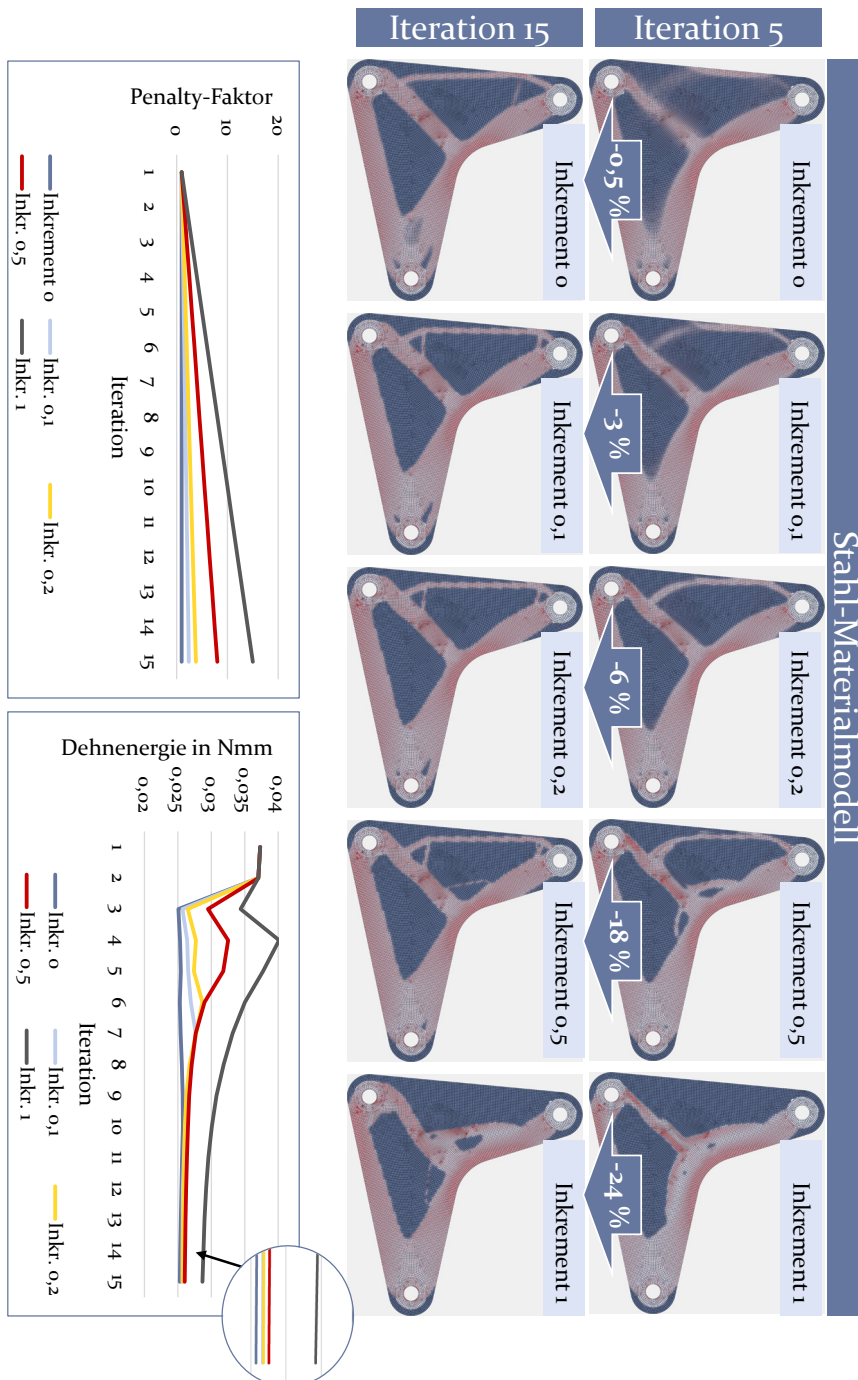 Stahl-Materialmodell
Iteration 5
Inkrement 0
Inkrement 0,1
Inkrement 0,2
Inkrement 0,5
Inkrement 1
-0,5 %
-3 %
-6 %
-18 %
-24 %
Iteration 15
Inkrement 0
Inkrement 0,1
Inkrement 0,2
Inkrement 0,5
Inkrement 1
Penalty-Faktor
20
10
0
1 2 3 4 5 6 7 8 9 10 11 12 13 14 15
Iteration
Inkrement 0 Inkr. 0,1 Inkr. 0,2
Inkr. 0,5 Inkr. 1
Dehnenergie in Nmm
0,04
0,035
0,03
0,025
0,02
1 2 3 4 5 6 7 8 9 10 11 12 13 14 15
Iteration
Inkr. 0 Inkr. 0,1 Inkr. 0,2
Inkr. 0,5 Inkr. 1